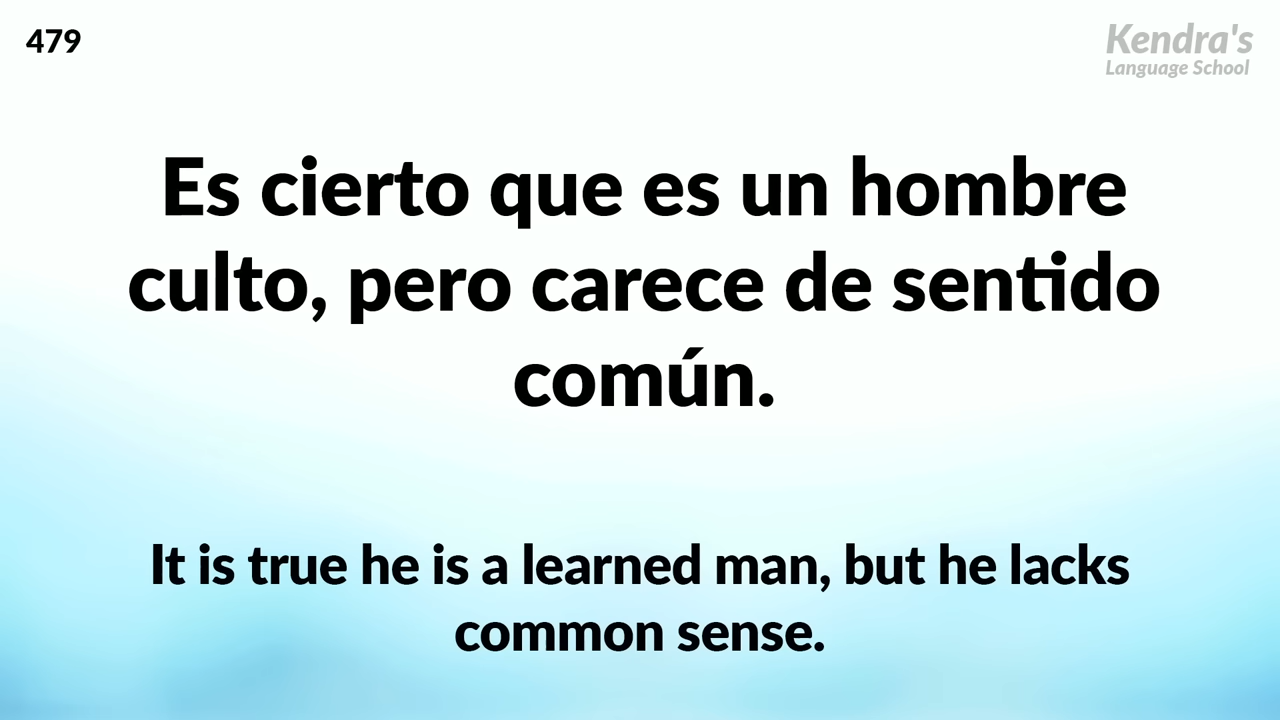 479
Kendra's
Language School
Es cierto que es un hombre
culto, pero carece de sentido
común.
It is true he is a learned man, but he lacks
common sense.